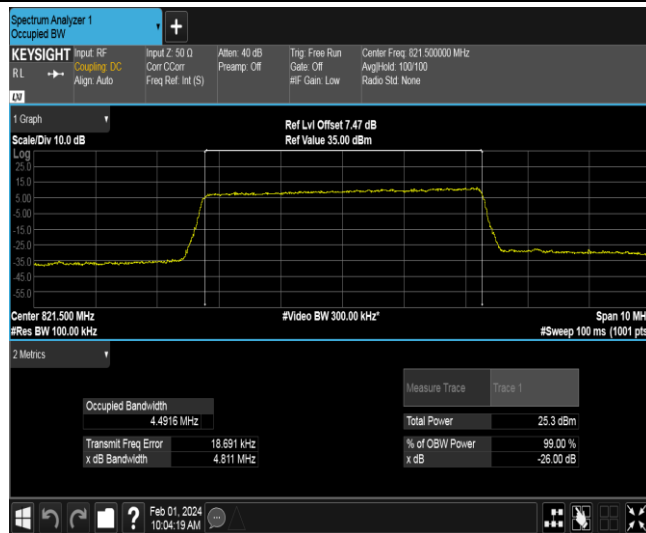 Spectrum Analyzer 1
Occupied BW
+
KEYSIGHT Input: RF Input Z: 50 Ω Atten: 40 dB Trig: Free Run Center Freq: 821.500000 MHz
RL Coupling: DC Corr CCorr Preamp: Off Gate: Off Avg|Hold: 100/100
Align: Auto Freq Ref: Int (S) #IF Gain: Low Radio Std: None
LXI
1 Graph
Scale/Div 10.0 dB Ref Lvl Offset 7.47 dB
Ref Value 35.00 dBm
Log
25.0
15.0
5.00
-5.00
-15.0
-25.0
-35.0
-45.0
-55.0
Center 821.500 MHz #Video BW 300.00 kHz* Span 10 MH
#Res BW 100.00 kHz #Sweep 100 ms (1001 pts
2 Metrics
Measure Trace Trace 1
Occupied Bandwidth
4.4916 MHz Total Power 25.3 dBm
Transmit Freq Error 18.691 kHz % of OBW Power 99.00 %
x dB Bandwidth 4.811 MHz x dB -26.00 dB
? Feb 01, 2024
10:04:19 AM